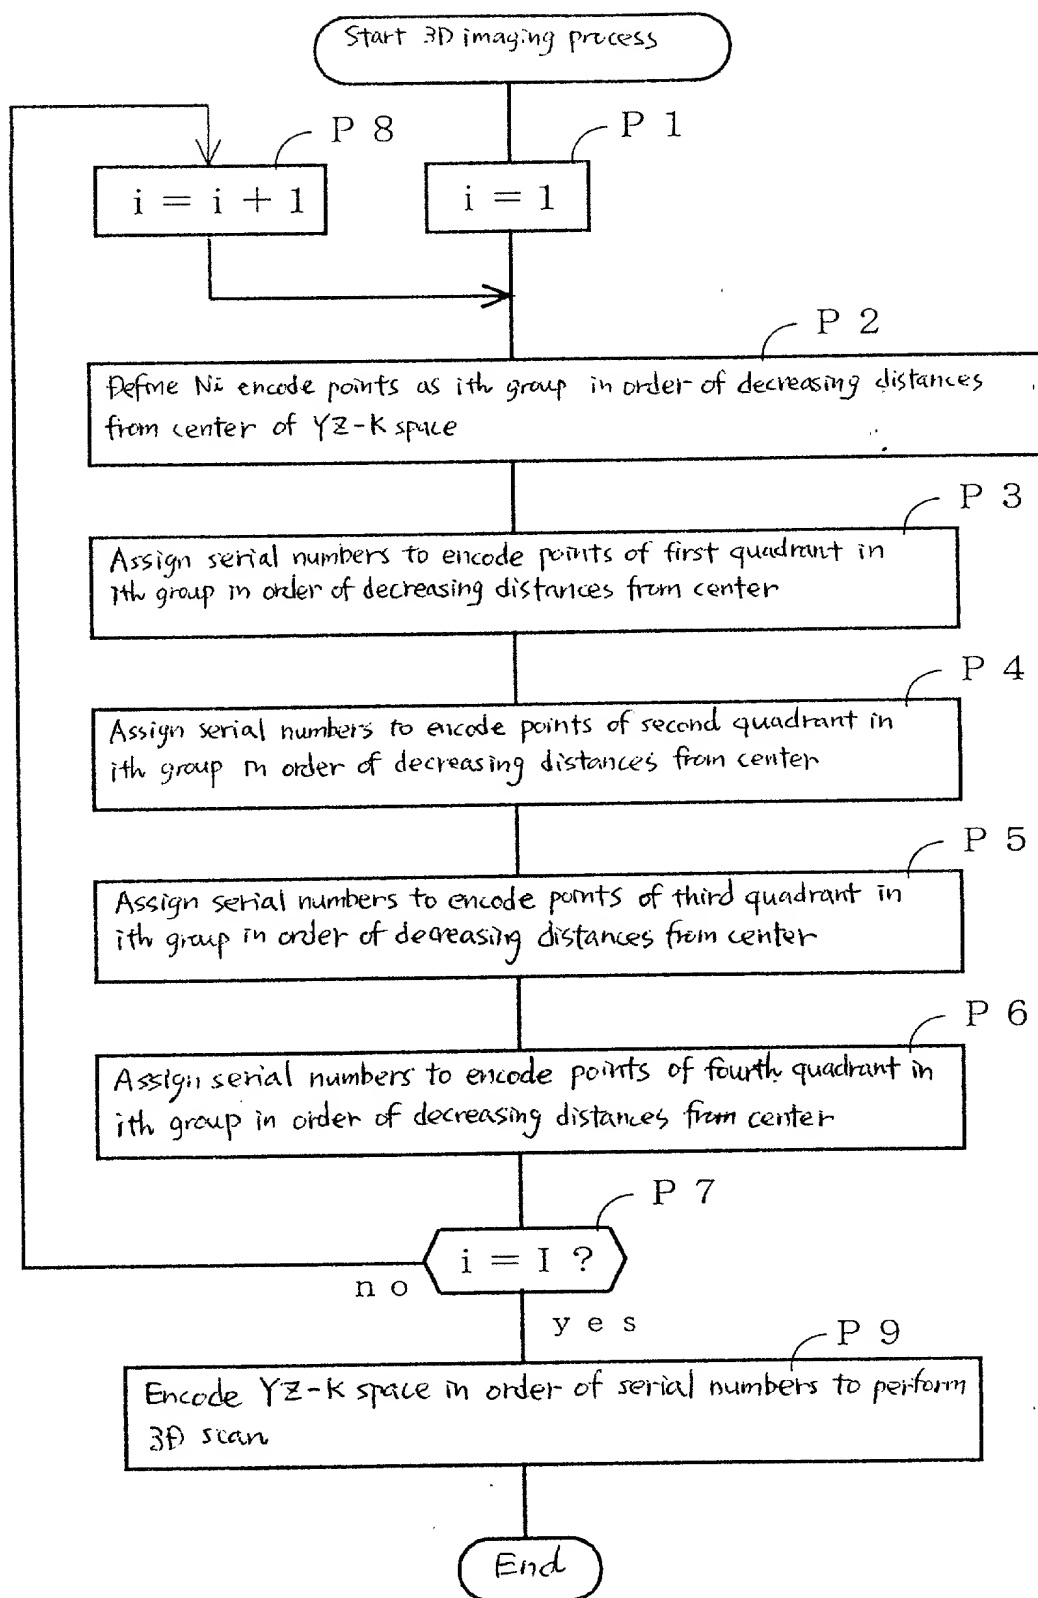 Start 3D imaging process
P 8
P 1
i = i + 1
i = 1
P 2
Define Ni encode points as ith group in order of decreasing distances
from center of YZ-K space
P 3
Assign serial numbers to encode points of first quadrant in
ith group in order of decreasing distances from center
P 4
Assign serial numbers to encode points of second quadrant in
ith group in order of decreasing distances from center
P 5
Assign serial numbers to encode points of third quadrant in
ith group in order of decreasing distances from center
P 6
Assign serial numbers to encode points of fourth quadrant in
ith group in order of decreasing distances from center
P 7
i = I ?
no
yes
P 9
Encode YZ-K space in order of serial numbers to perform
3D scan
End